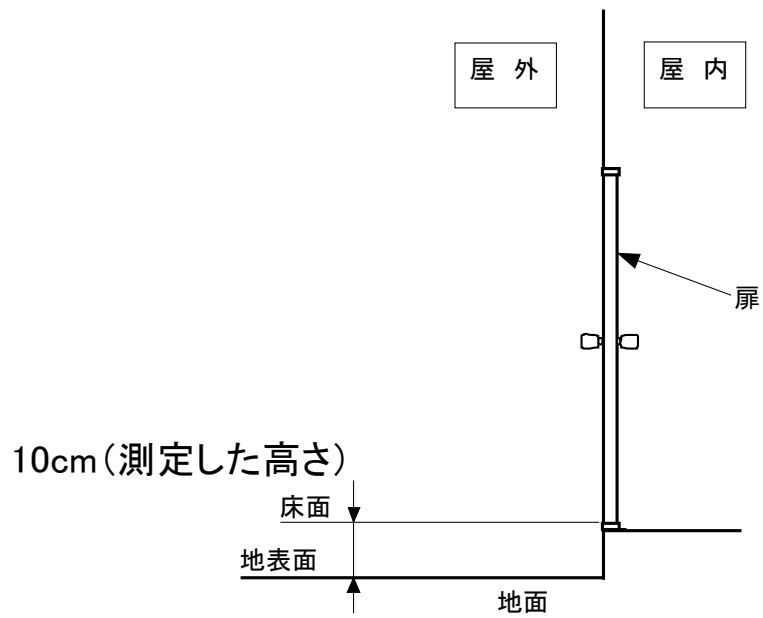 屋 外
屋 内
扉
10cm（測定した高さ）
床面
地表面
地面